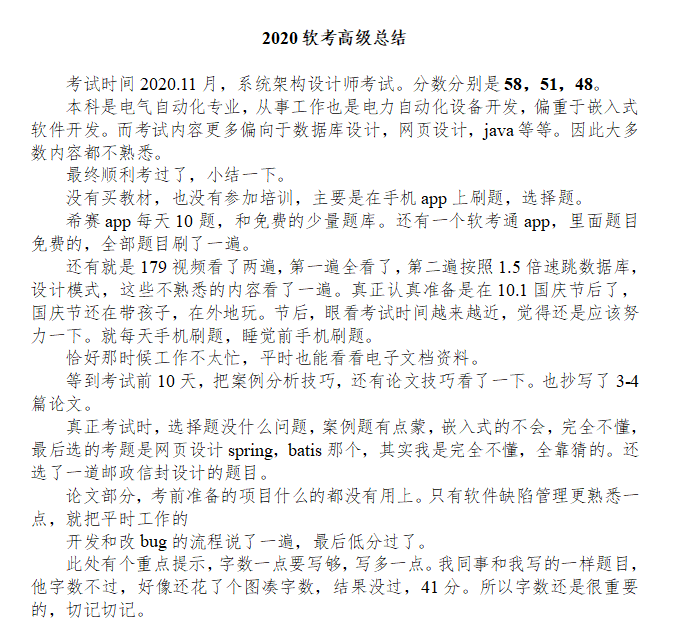 2020 软考高级总结
考试时间 2020.11 月，系统架构设计师考试。分数分别是 58，51，48。
本科是电气自动化专业，从事工作也是电力自动化设备开发，偏重于嵌入式
软件开发。而考试内容更多偏向于数据库设计，网页设计，java 等等。因此大多
数内容都不熟悉。
最终顺利考过了，小结一下。
没有买教材，也没有参加培训，主要是在手机 app 上刷题，选择题。
希赛 app 每天 10 题，和免费的少量题库。还有一个软考通 app，里面题目
免费的，全部题目刷了一遍。
还有就是 179 视频看了两遍，第一遍全看了，第二遍按照 1.5 倍速跳数据库，
设计模式，这些不熟悉的内容看了一遍。真正认真准备是在 10.1 国庆节后了，
国庆节还在带孩子，在外地玩。节后，眼看考试时间越来越近，觉得还是应该努
力一下。就每天手机刷题，睡觉前手机刷题。
恰好那时候工作不太忙，平时也能看看电子文档资料。
等到考试前 10 天，把案例分析技巧，还有论文技巧看了一下。也抄写了 3-4
篇论文。
真正考试时，选择题没什么问题，案例题有点蒙，嵌入式的不会，完全不懂，
最后选的考题是网页设计 spring，batis 那个，其实我是完全不懂，全靠猜的。还
选了一道邮政信封设计的题目。
论文部分，考前准备的项目什么的都没有用上。只有软件缺陷管理更熟悉一
点，就把平时工作的
开发和改 bug 的流程说了一遍，最后低分过了。
此处有个重点提示，字数一点要写够，写多一点。我同事和我写的一样题目，
他字数不过，好像还花了个图凑字数，结果没过，41 分。所以字数还是很重要
的，切记切记。